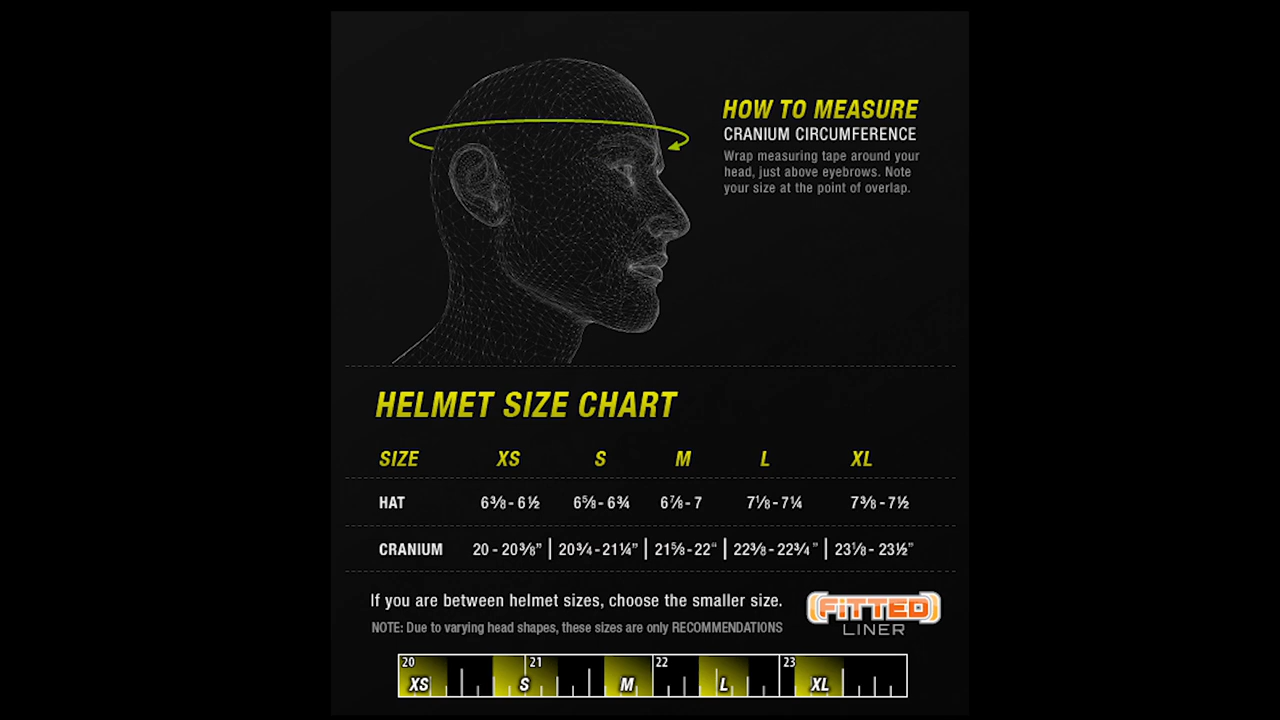 HOW TO MEASURE
CRANIUM CIRCUMFERENCE
Wrap measuring tape around your
head, just above eyebrows. Note
your size at the point of overlap.
HELMET SIZE CHART
SIZE XS S M L XL
HAT 6⅜ - 6½ 6⅝ - 6¾ 6⅞ - 7 7⅛ - 7¼ 7⅜ - 7½
CRANIUM 20 - 20⅜” | 20¾ - 21¼” | 21⅝ - 22“ | 22⅜ - 22¾ ” | 23⅛ - 23½”
If you are between helmet sizes, choose the smaller size.
NOTE: Due to varying head shapes, these sizes are only RECOMMENDATIONS
FiTTED
LINER
20 21 22 23
XS S M L XL